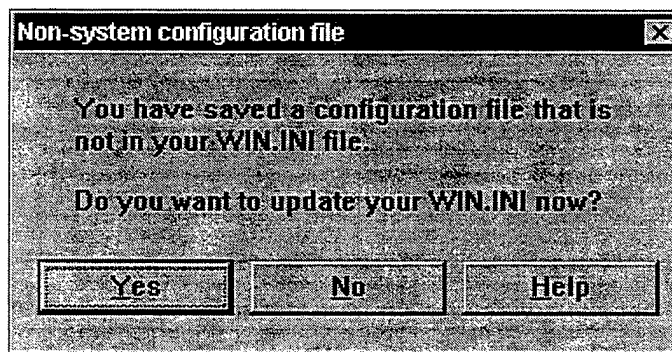 Non-system configuration file
You have saved a configuration file that is
not in your WIN.INI file.
Do you want to update your WIN.INI now?
Yes
No
Help